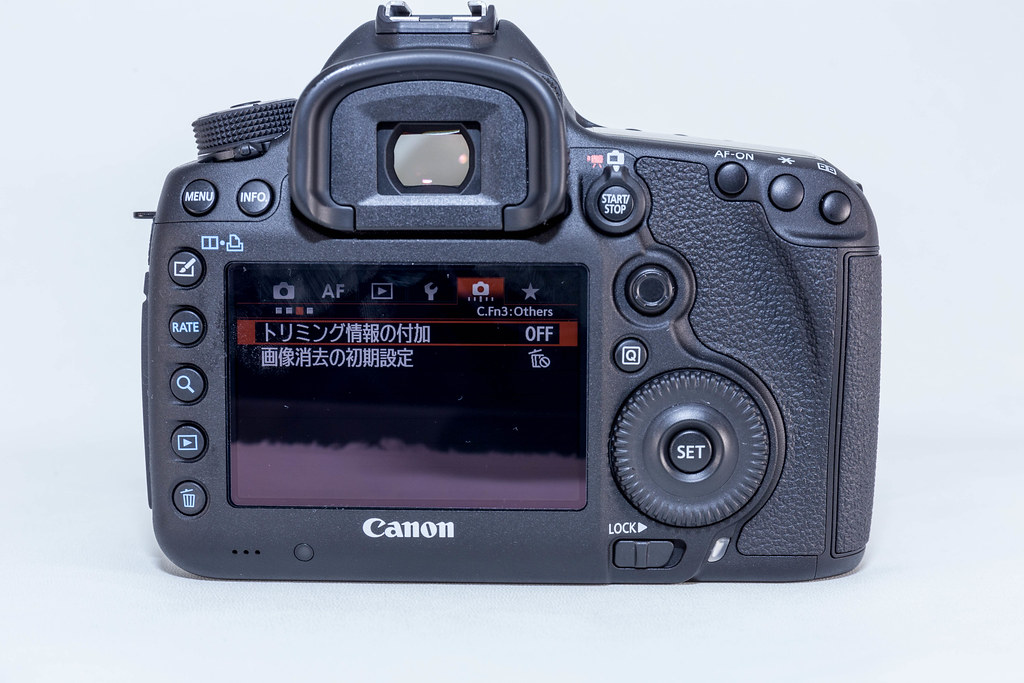 AF-ON
MENU
INFO.
START/
STOP
AF
C.Fn3:Others
RATE
トリミング情報の付加 OFF
画像消去の初期設定
Q
SET
Canon
LOCK